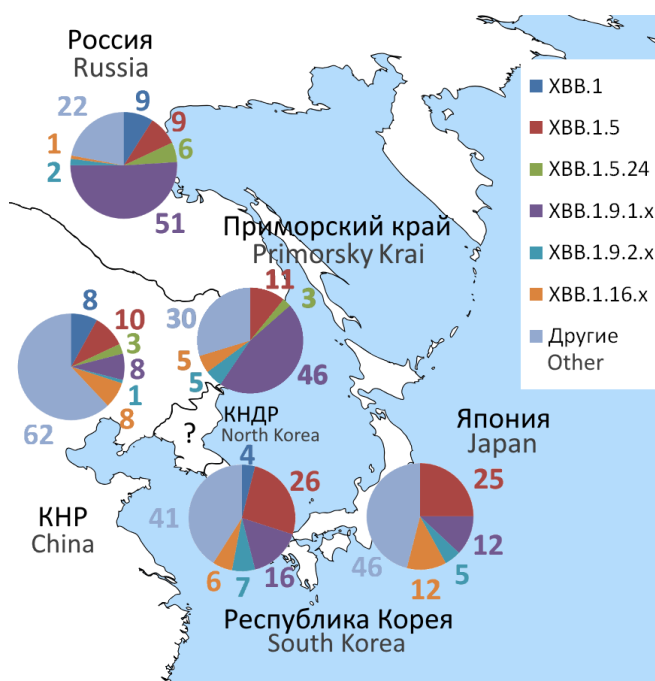 Россия
Russia
22
9
9
6
1
2
51
XBB.1
XBB.1.5
XBB.1.5.24
XBB.1.9.1.x
XBB.1.9.2.x
XBB.1.16.x
Другие
Other
Приморский край
Primorsky Krai
11
3
30
5
5
46
8
10
3
8
1
8
62
КНР
China
КНДР
North Korea
?
4
26
41
6
7
16
Республика Корея
South Korea
Япония
Japan
25
12
5
12
46